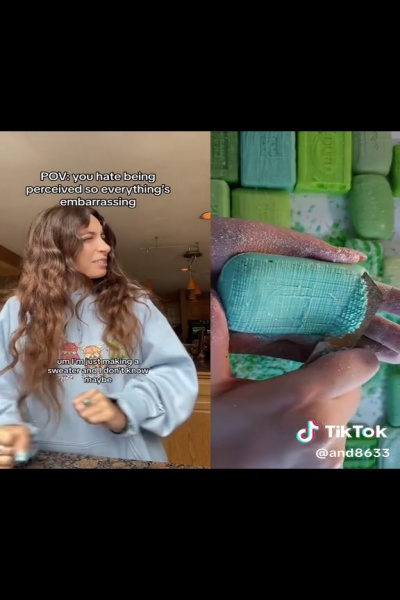 POV: you hate being
perceived so everything's
embarrassing
um I'm just making a
sweater and I don't know
maybe
TikTok
@and8633